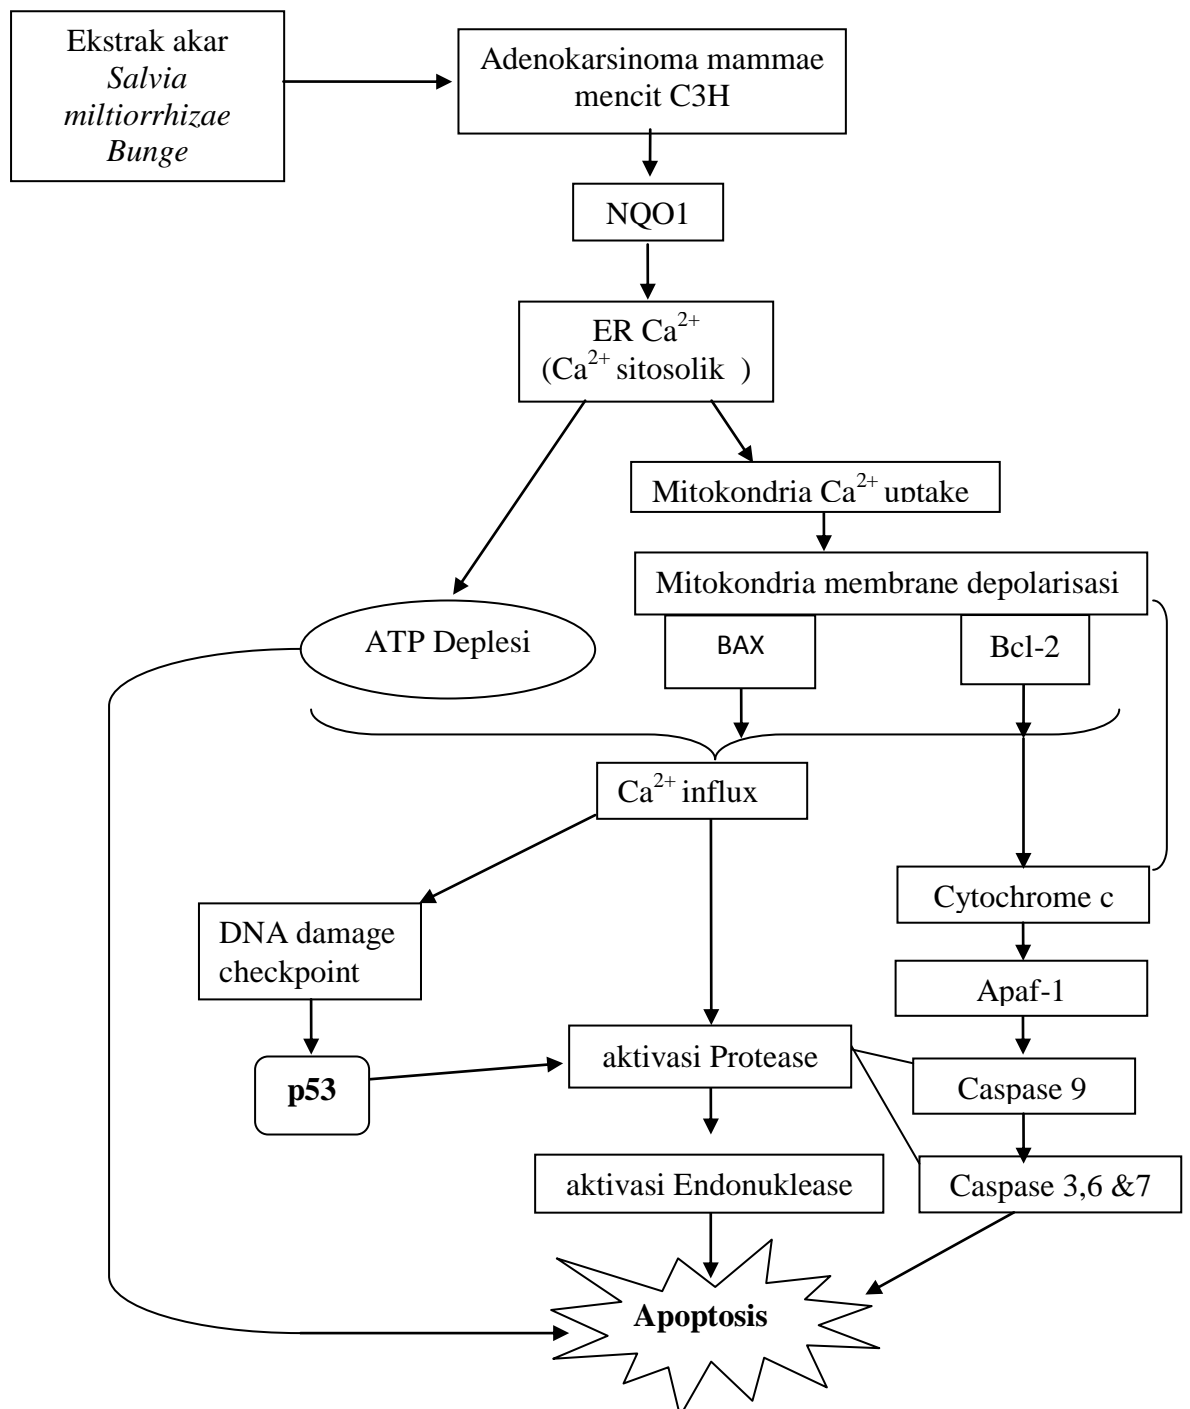 Ekstrak akar
Salvia
miltiorrhizae
Bunge
Adenokarsinoma mammae
mencit C3H
NQO1
ER Ca²⁺
(Ca²⁺ sitosolik )
Mitokondria Ca²⁺ uptake
Mitokondria membrane depolarisasi
ATP Deplesi
BAX
Bcl-2
Ca²⁺ influx
Cytochrome c
DNA damage
checkpoint
Apaf-1
aktivasi Protease
p53
Caspase 9
aktivasi Endonuklease
Caspase 3,6 &7
Apoptosis